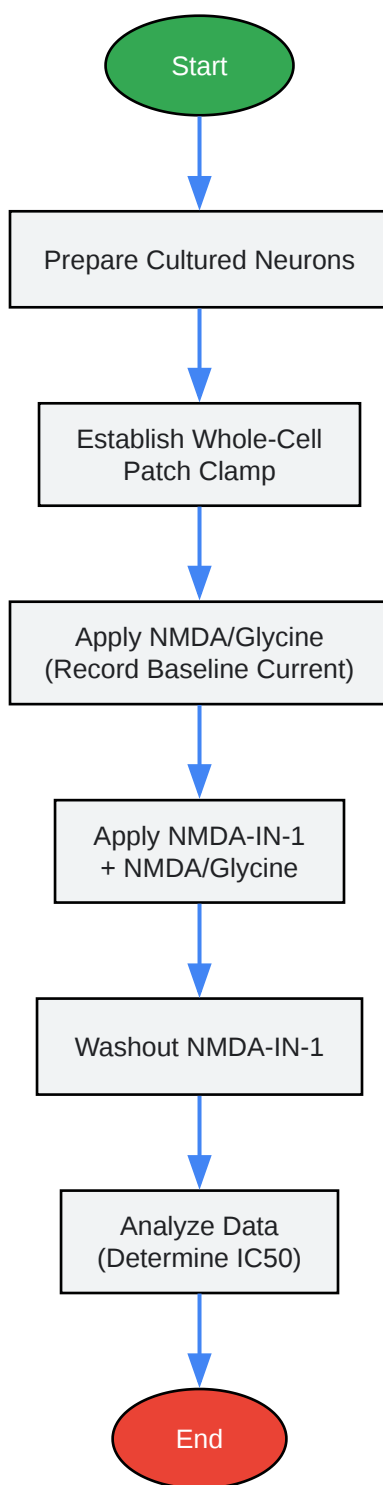 Start
Prepare Cultured Neurons
Establish Whole-Cell
Patch Clamp
Apply NMDA/Glycine
(Record Baseline Current)
Apply NMDA-IN-1
+ NMDA/Glycine
Washout NMDA-IN-1
Analyze Data
(Determine IC50)
End